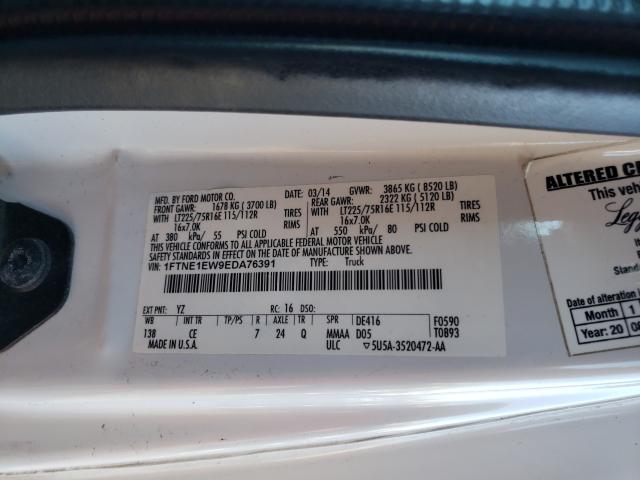 MFD. BY FORD MOTOR CO. DATE: 03/14 GVWR: 3865 KG ( 8520 LB)
FRONT GAWR: 1678 KG ( 3700 LB) REAR GAWR: 2322 KG ( 5120 LB)
WITH LT225/75R16E 115/112R TIRES WITH LT225/75R16E 115/112R TIRES
16x7.0K RIMS 16x7.0K RIMS
AT 380 kPa/ 55 PSI COLD AT 550 kPa/ 80 PSI COLD
THIS VEHICLE CONFORMS TO ALL APPLICABLE FEDERAL MOTOR VEHICLE
SAFETY STANDARDS IN EFFECT ON THE DATE OF MANUFACTURE SHOWN ABOVE.
VIN: 1FTNE1EW9EDA76391 TYPE: Truck
EXT PNT: YZ RC: 16 DSO:
WB INT TR TP/PS R AXLE TR SPR DE416 F0590
138 CE 7 24 Q MMAA D05 T0893
MADE IN U.S.A. ULC ▽5U5A-3520472-AA
ALTERED
This vehi
Stand
Date of alteration
Month 1
Year: 20 08